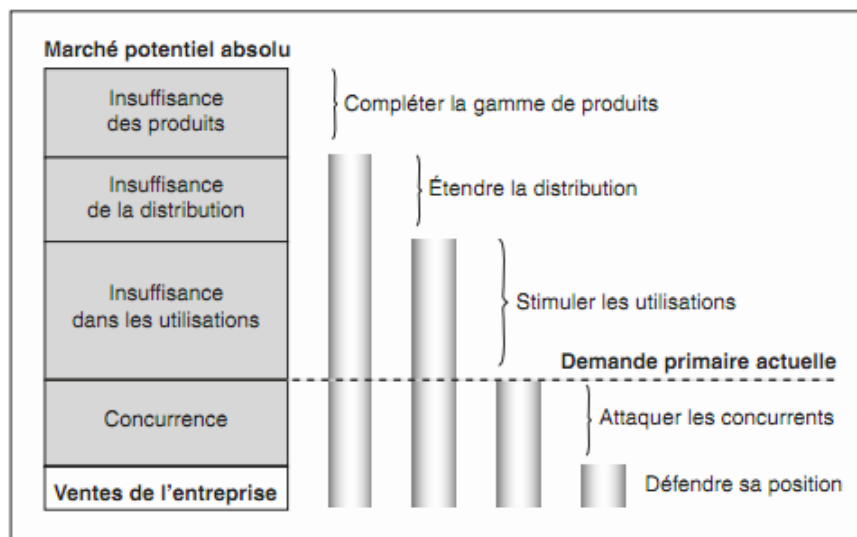 Marché potentiel absolu
Insuffisance
des produits
Compléter la gamme de produits
Insuffisance
de la distribution
Étendre la distribution
Insuffisance
dans les utilisations
Stimuler les utilisations
Demande primaire actuelle
Concurrence
Attaquer les concurrents
Ventes de l'entreprise
Défendre sa position